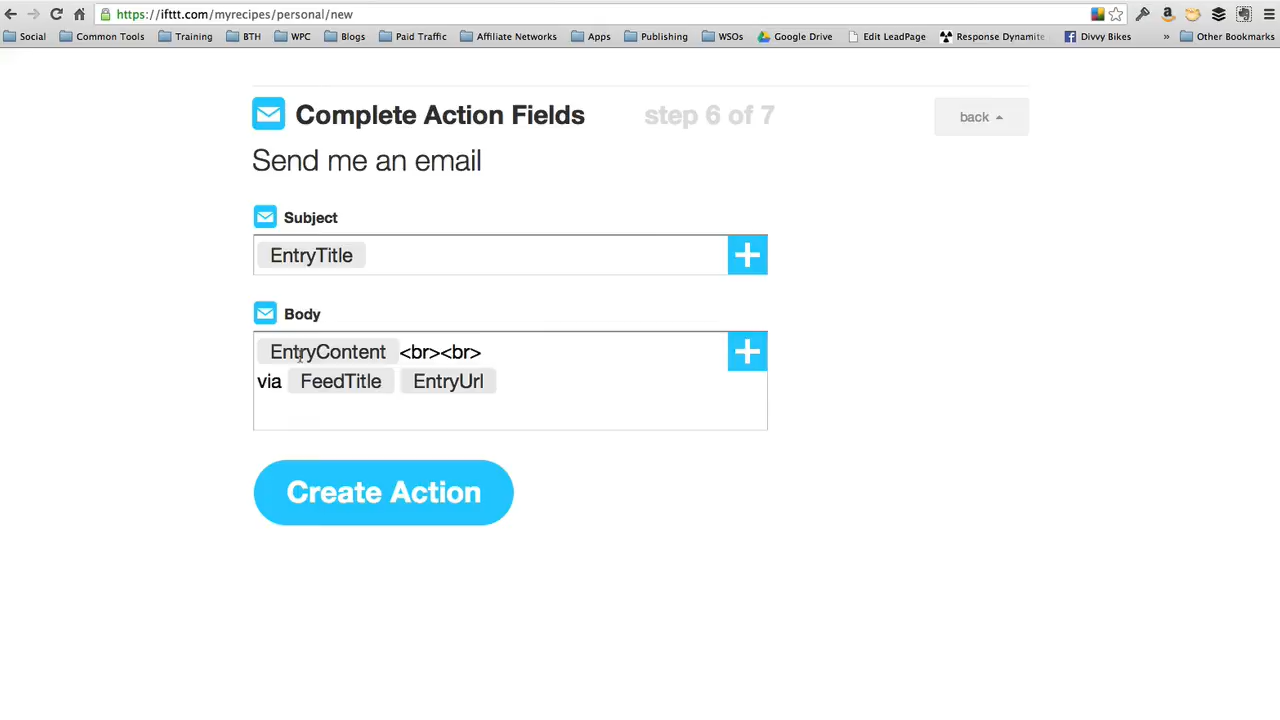 https://ifttt.com/myrecipes/personal/new
Social Common Tools Training BTH WPC Blogs Paid Traffic Affiliate Networks Apps Publishing WSOs Google Drive Edit LeadPage Response Dynamite Divvy Bikes » Other Bookmarks
Complete Action Fields step 6 of 7 back
Send me an email
Subject
EntryTitle
Body
EntryContent <br><br>
via FeedTitle EntryUrl
Create Action